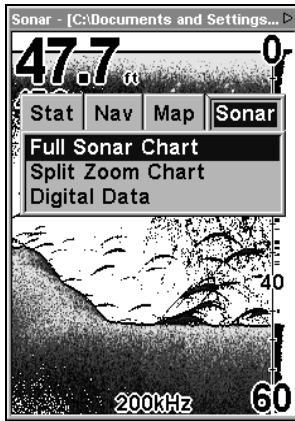 Sonar - [C:\Documents and Settings...
47.7 ft
0
Stat Nav Map Sonar
Full Sonar Chart
Split Zoom Chart
Digital Data
40
200kHz
60